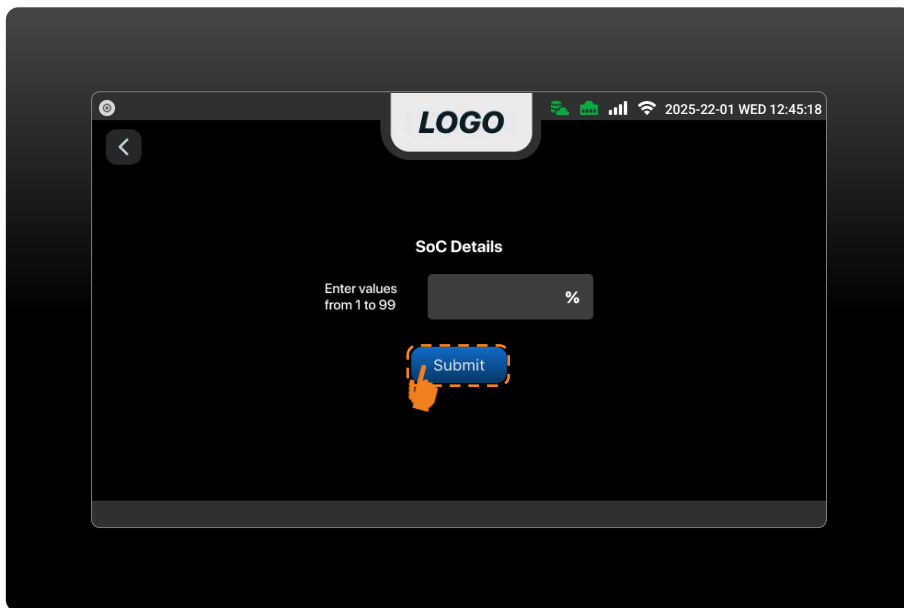 LOGO
2025-22-01 WED 12:45:18
SoC Details
Enter values
from 1 to 99
%
Submit